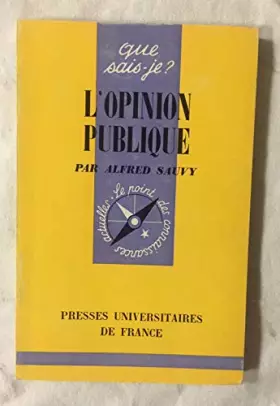 que
sais-je?
L'OPINION
PUBLIQUE
PAR ALFRED SAUVY
Le point des connaissances actuelles
PRESSES UNIVERSITAIRES
DE FRANCE